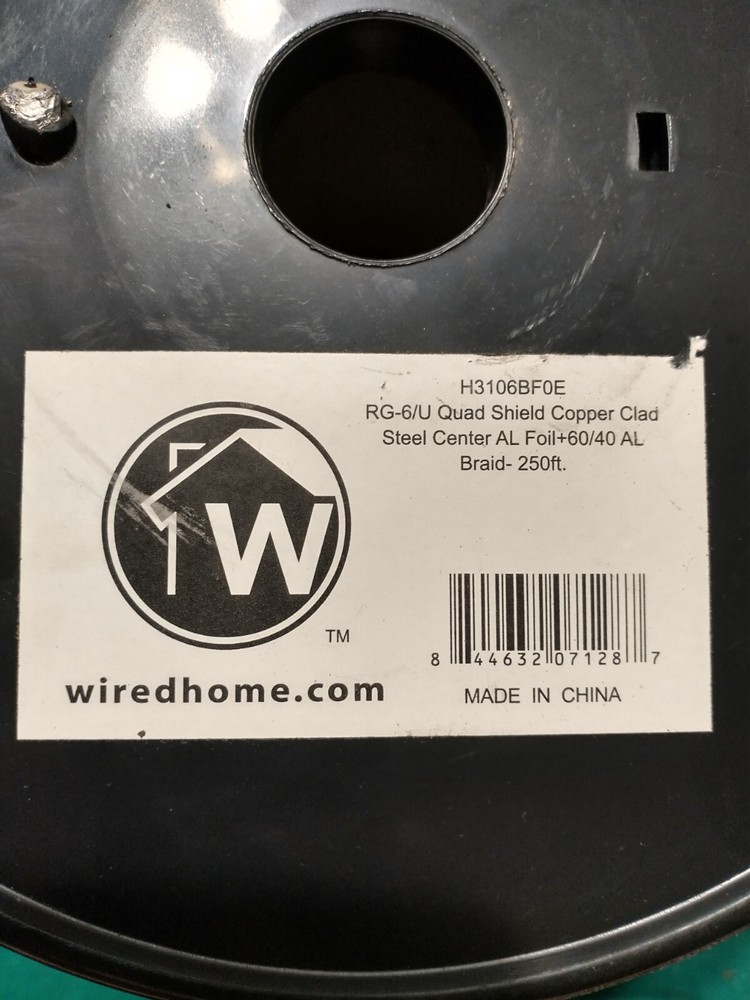 H3106BF0E
RG-6/U Quad Shield Copper Clad
Steel Center AL Foil+60/40 AL
Braid- 250ft.
W
TM
wiredhome.com
8 44632 07128 7
MADE IN CHINA